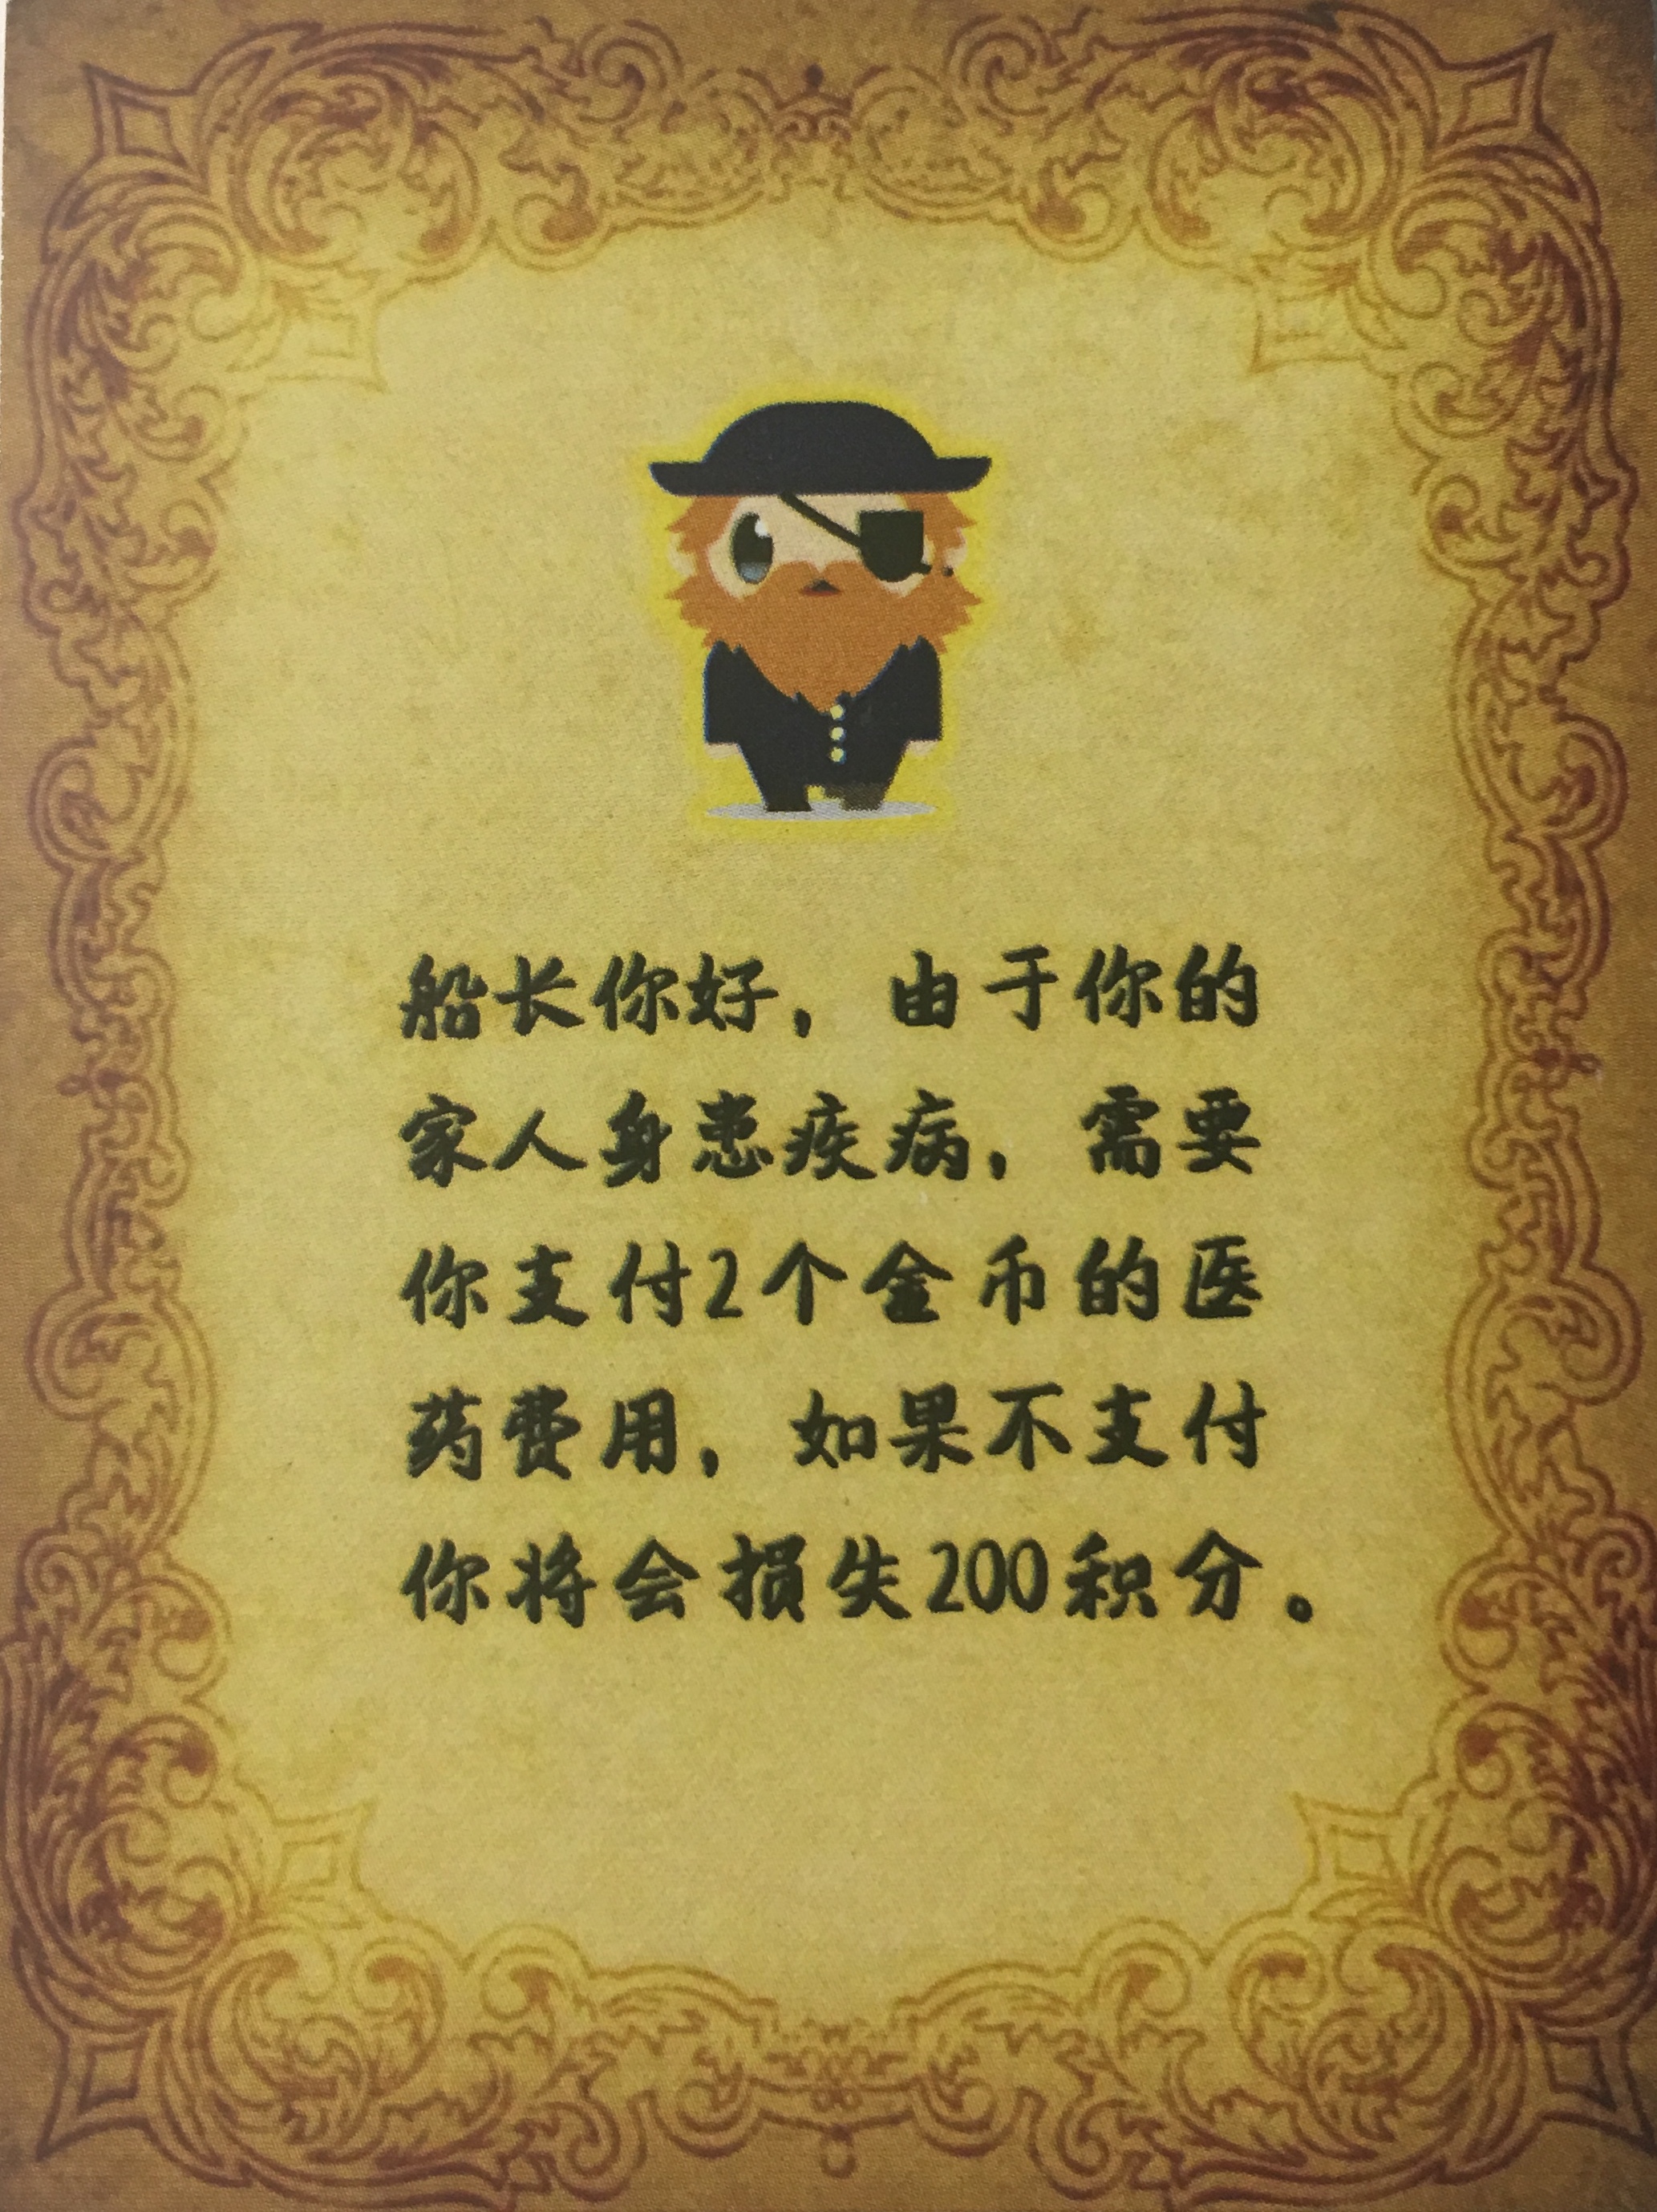 船长你好，由于你的
家人身患疾病，需要
你支付2个金币的医
药费用，如果不支付
你将会损失200积分。